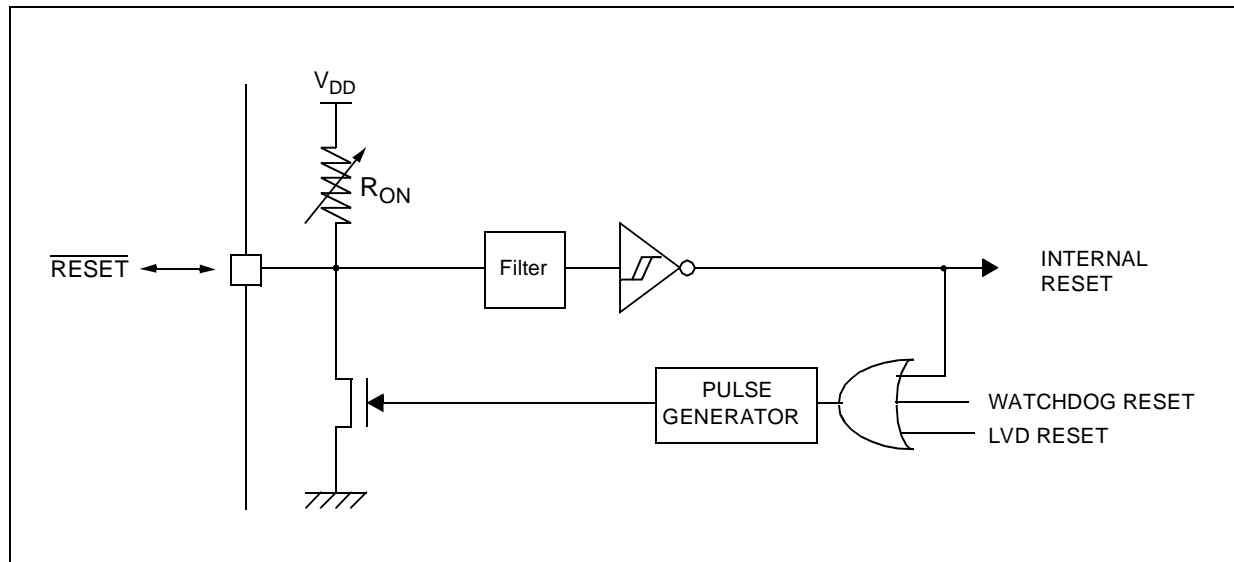 VDD
RON
RESET
Filter
INTERNAL
RESET
PULSE
GENERATOR
WATCHDOG RESET
LVD RESET